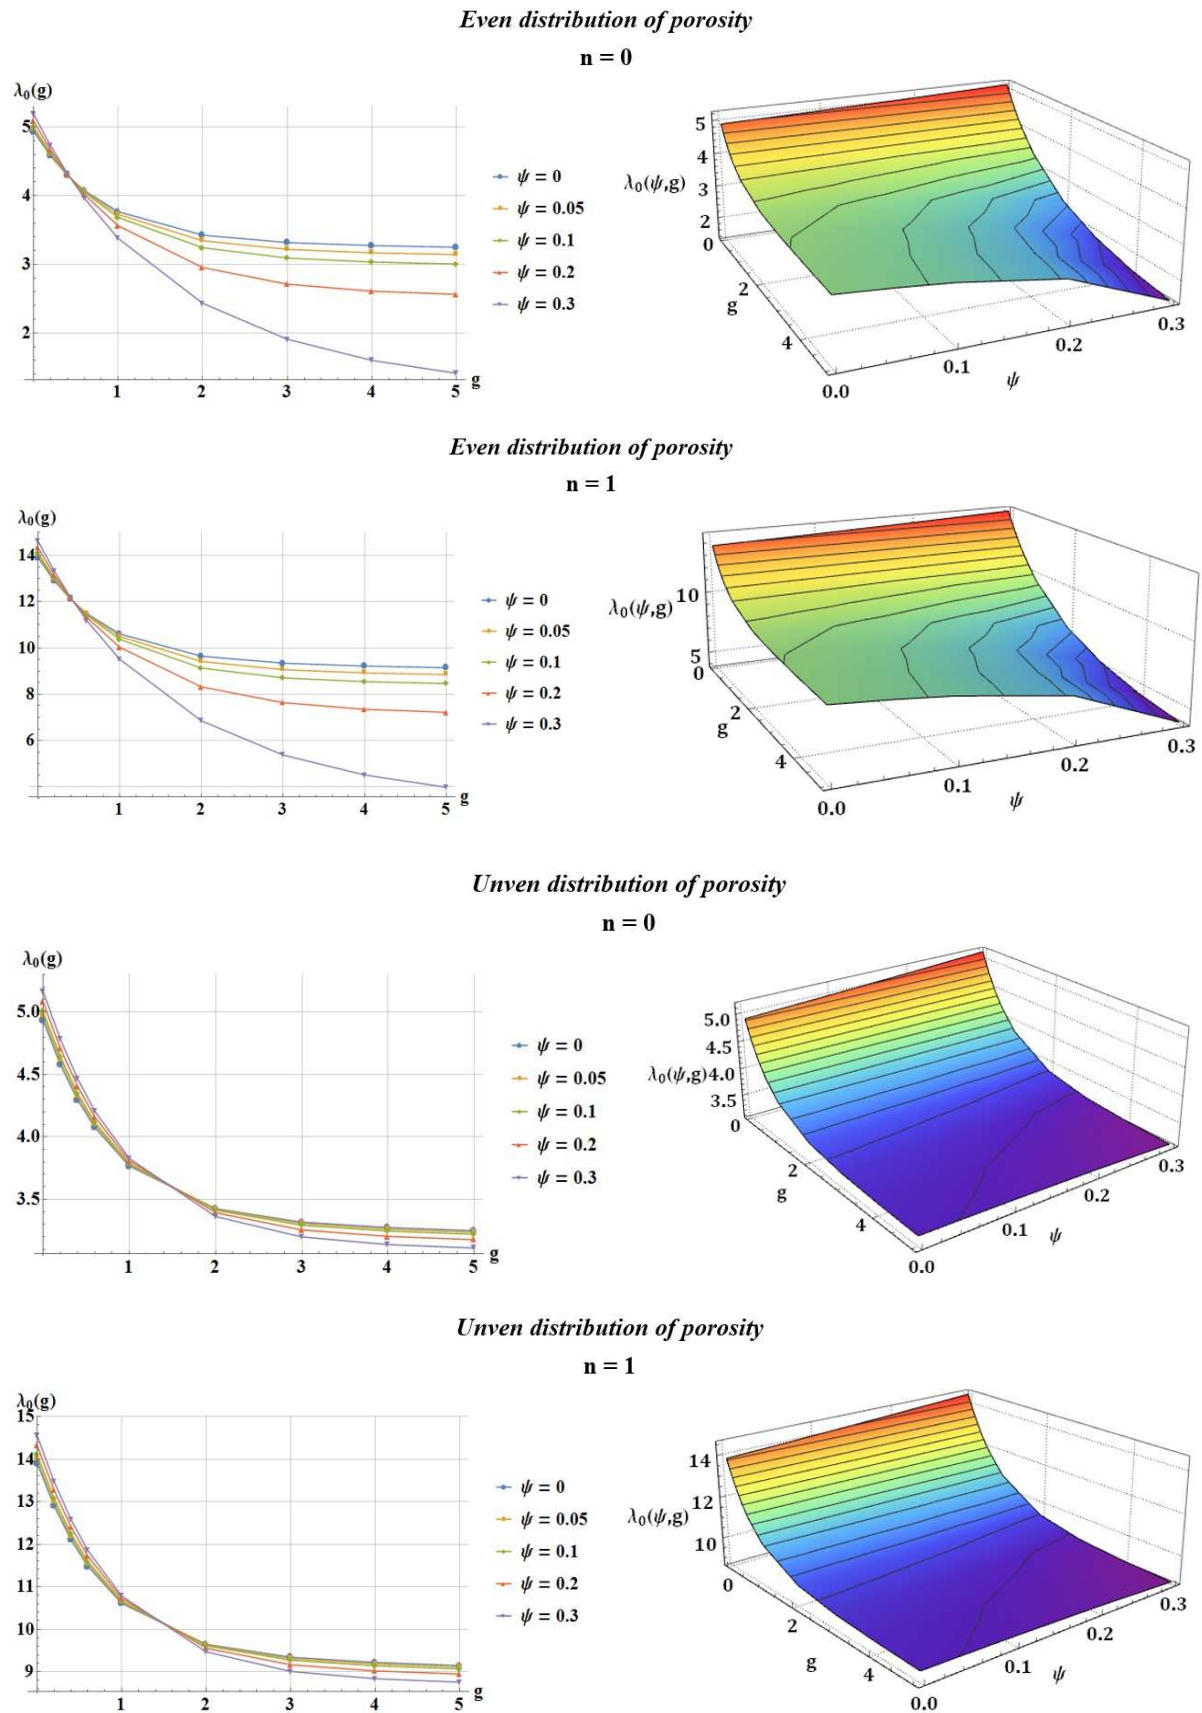 Even distribution of porosity
n = 0
λ₀(g)
5
4
3
2
1 2 3 4 5 g
ψ = 0
ψ = 0.05
ψ = 0.1
ψ = 0.2
ψ = 0.3
5
4
λ₀(ψ,g) 3
2
0
2
g
4
0.0 0.1 0.2 0.3
ψ
Even distribution of porosity
n = 1
λ₀(g)
14
12
10
8
6
1 2 3 4 5 g
ψ = 0
ψ = 0.05
ψ = 0.1
ψ = 0.2
ψ = 0.3
10
λ₀(ψ,g)
5
0
2
g
4
0.0 0.1 0.2 0.3
ψ
Unven distribution of porosity
n = 0
λ₀(g)
5.0
4.5
4.0
3.5
1 2 3 4 5 g
ψ = 0
ψ = 0.05
ψ = 0.1
ψ = 0.2
ψ = 0.3
5.0
4.5
λ₀(ψ,g) 4.0
3.5
0
2
g
4
0.0 0.1 0.2 0.3
ψ
Unven distribution of porosity
n = 1
λ₀(g)
15
14
13
12
11
10
9
1 2 3 4 5 g
ψ = 0
ψ = 0.05
ψ = 0.1
ψ = 0.2
ψ = 0.3
14
12
λ₀(ψ,g)
10
0
2
g
4
0.0 0.1 0.2 0.3
ψ